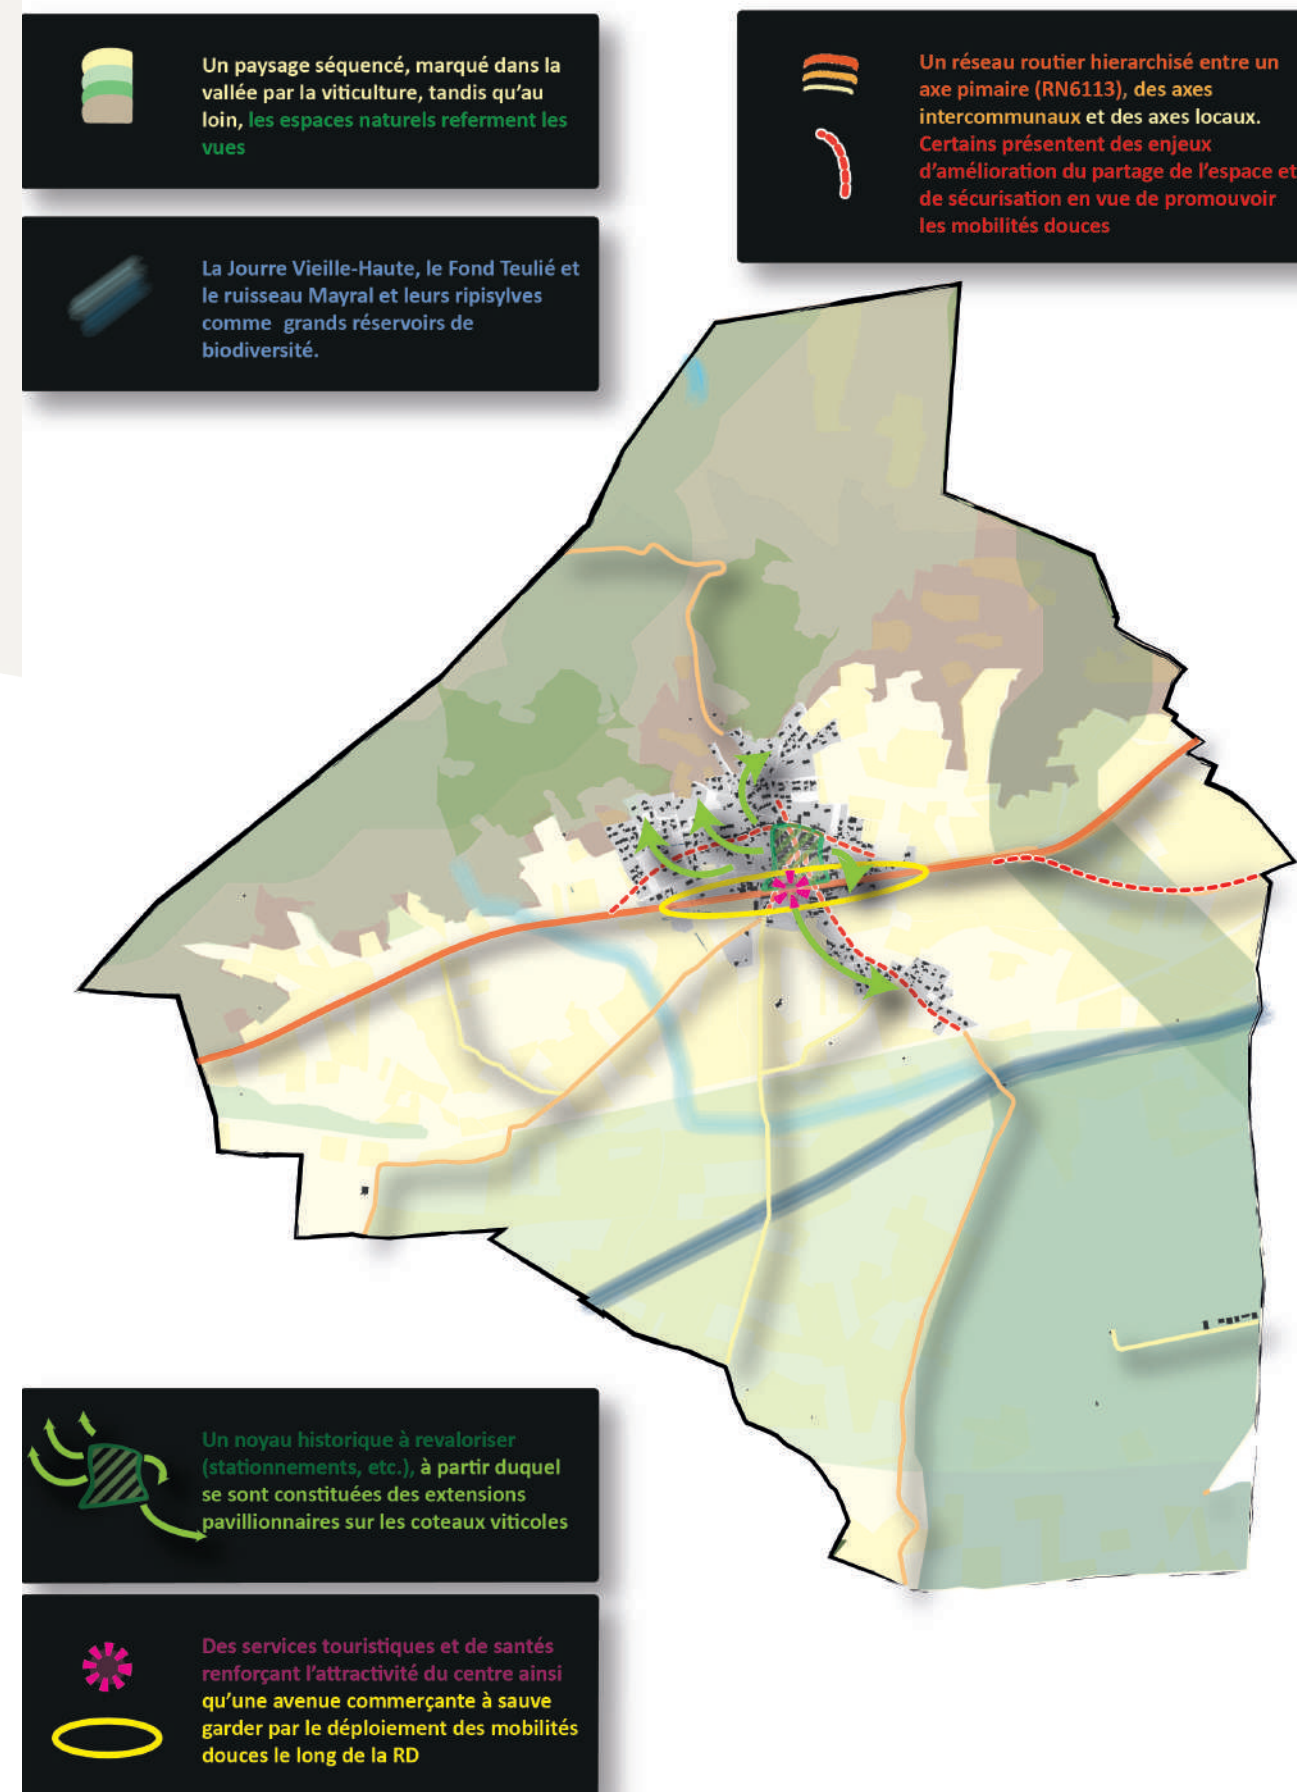 Un paysage séquencé, marqué dans la
vallée par la viticulture, tandis qu'au
loin, les espaces naturels referment les
vues
La Jourre Vieille-Haute, le Fond Teulié et
le ruisseau Mayral et leurs ripisylves
comme grands réservoirs de
biodiversité.
Un réseau routier hierarchisé entre un
axe pimaire (RN6113), des axes
intercommunaux et des axes locaux.
Certains présentent des enjeux
d'amélioration du partage de l'espace et
de sécurisation en vue de promouvoir
les mobilités douces
Un noyau historique à revaloriser
(stationnements, etc.), à partir duquel
se sont constituées des extensions
pavillionnaires sur les coteaux viticoles
Des services touristiques et de santés
renforçant l'attractivité du centre ainsi
qu'une avenue commerçante à sauve
garder par le déploiement des mobilités
douces le long de la RD